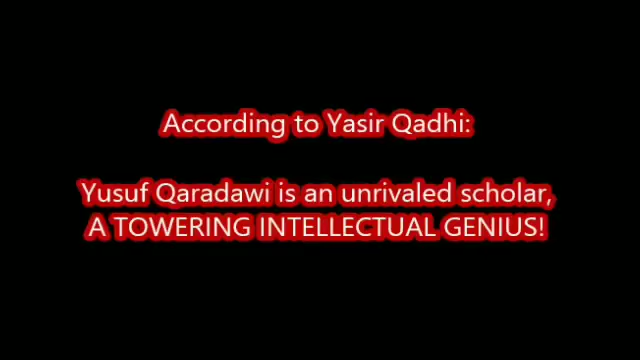 According to Yasir Qadhi:
Yusuf Qaradawi is an unrivaled scholar,
A TOWERING INTELLECTUAL GENIUS!